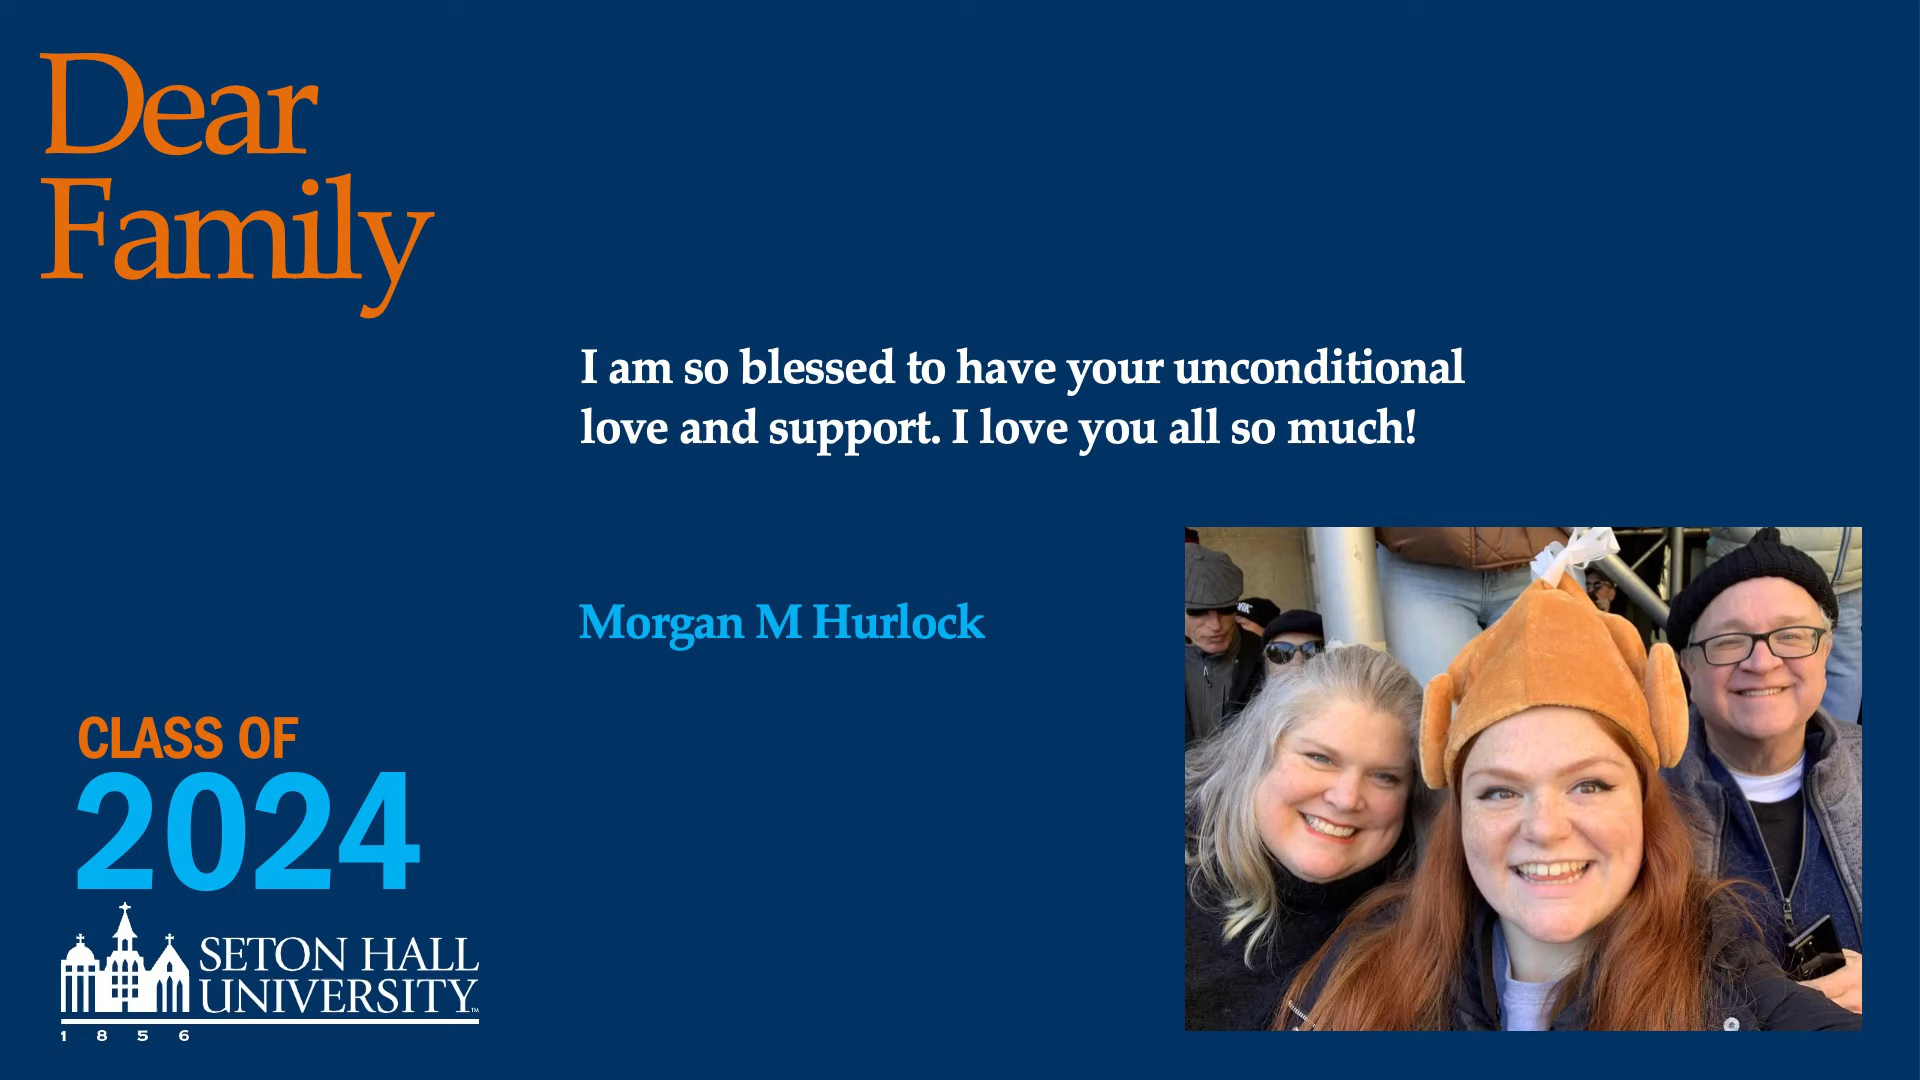 Dear
Family
I am so blessed to have your unconditional
love and support. I love you all so much!
Morgan M Hurlock
CLASS OF
2024
SETON HALL
UNIVERSITY™
1 8 5 6